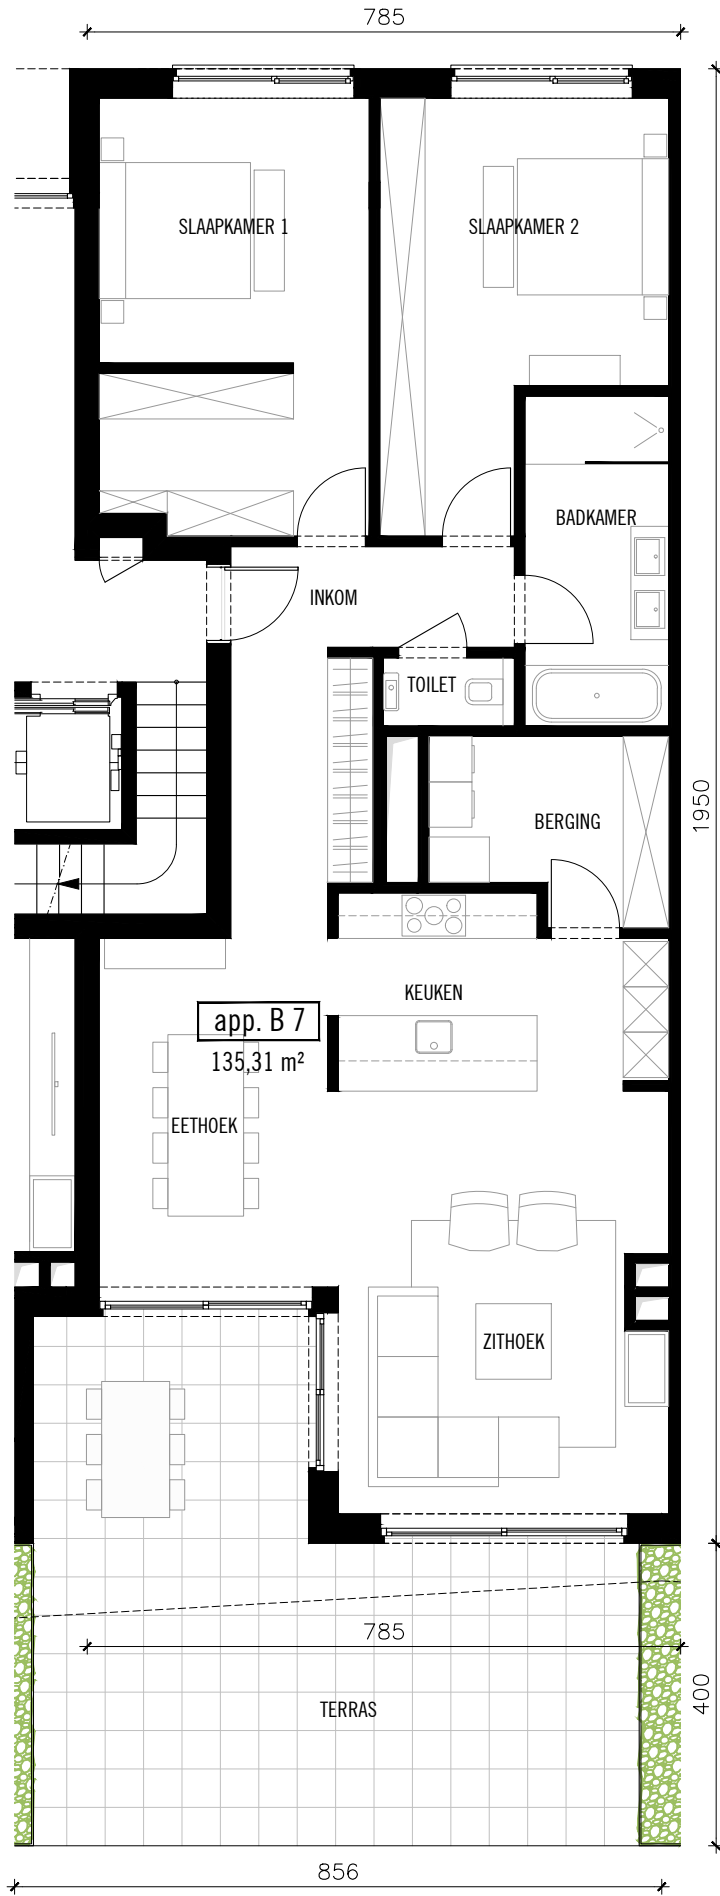 785
SLAAPKAMER 1
SLAAPKAMER 2
BADKAMER
INKOM
TOILET
1950
BERGING
KEUKEN
app. B 7
135,31 m²
EETHOEK
ZITHOEK
785
400
TERRAS
856